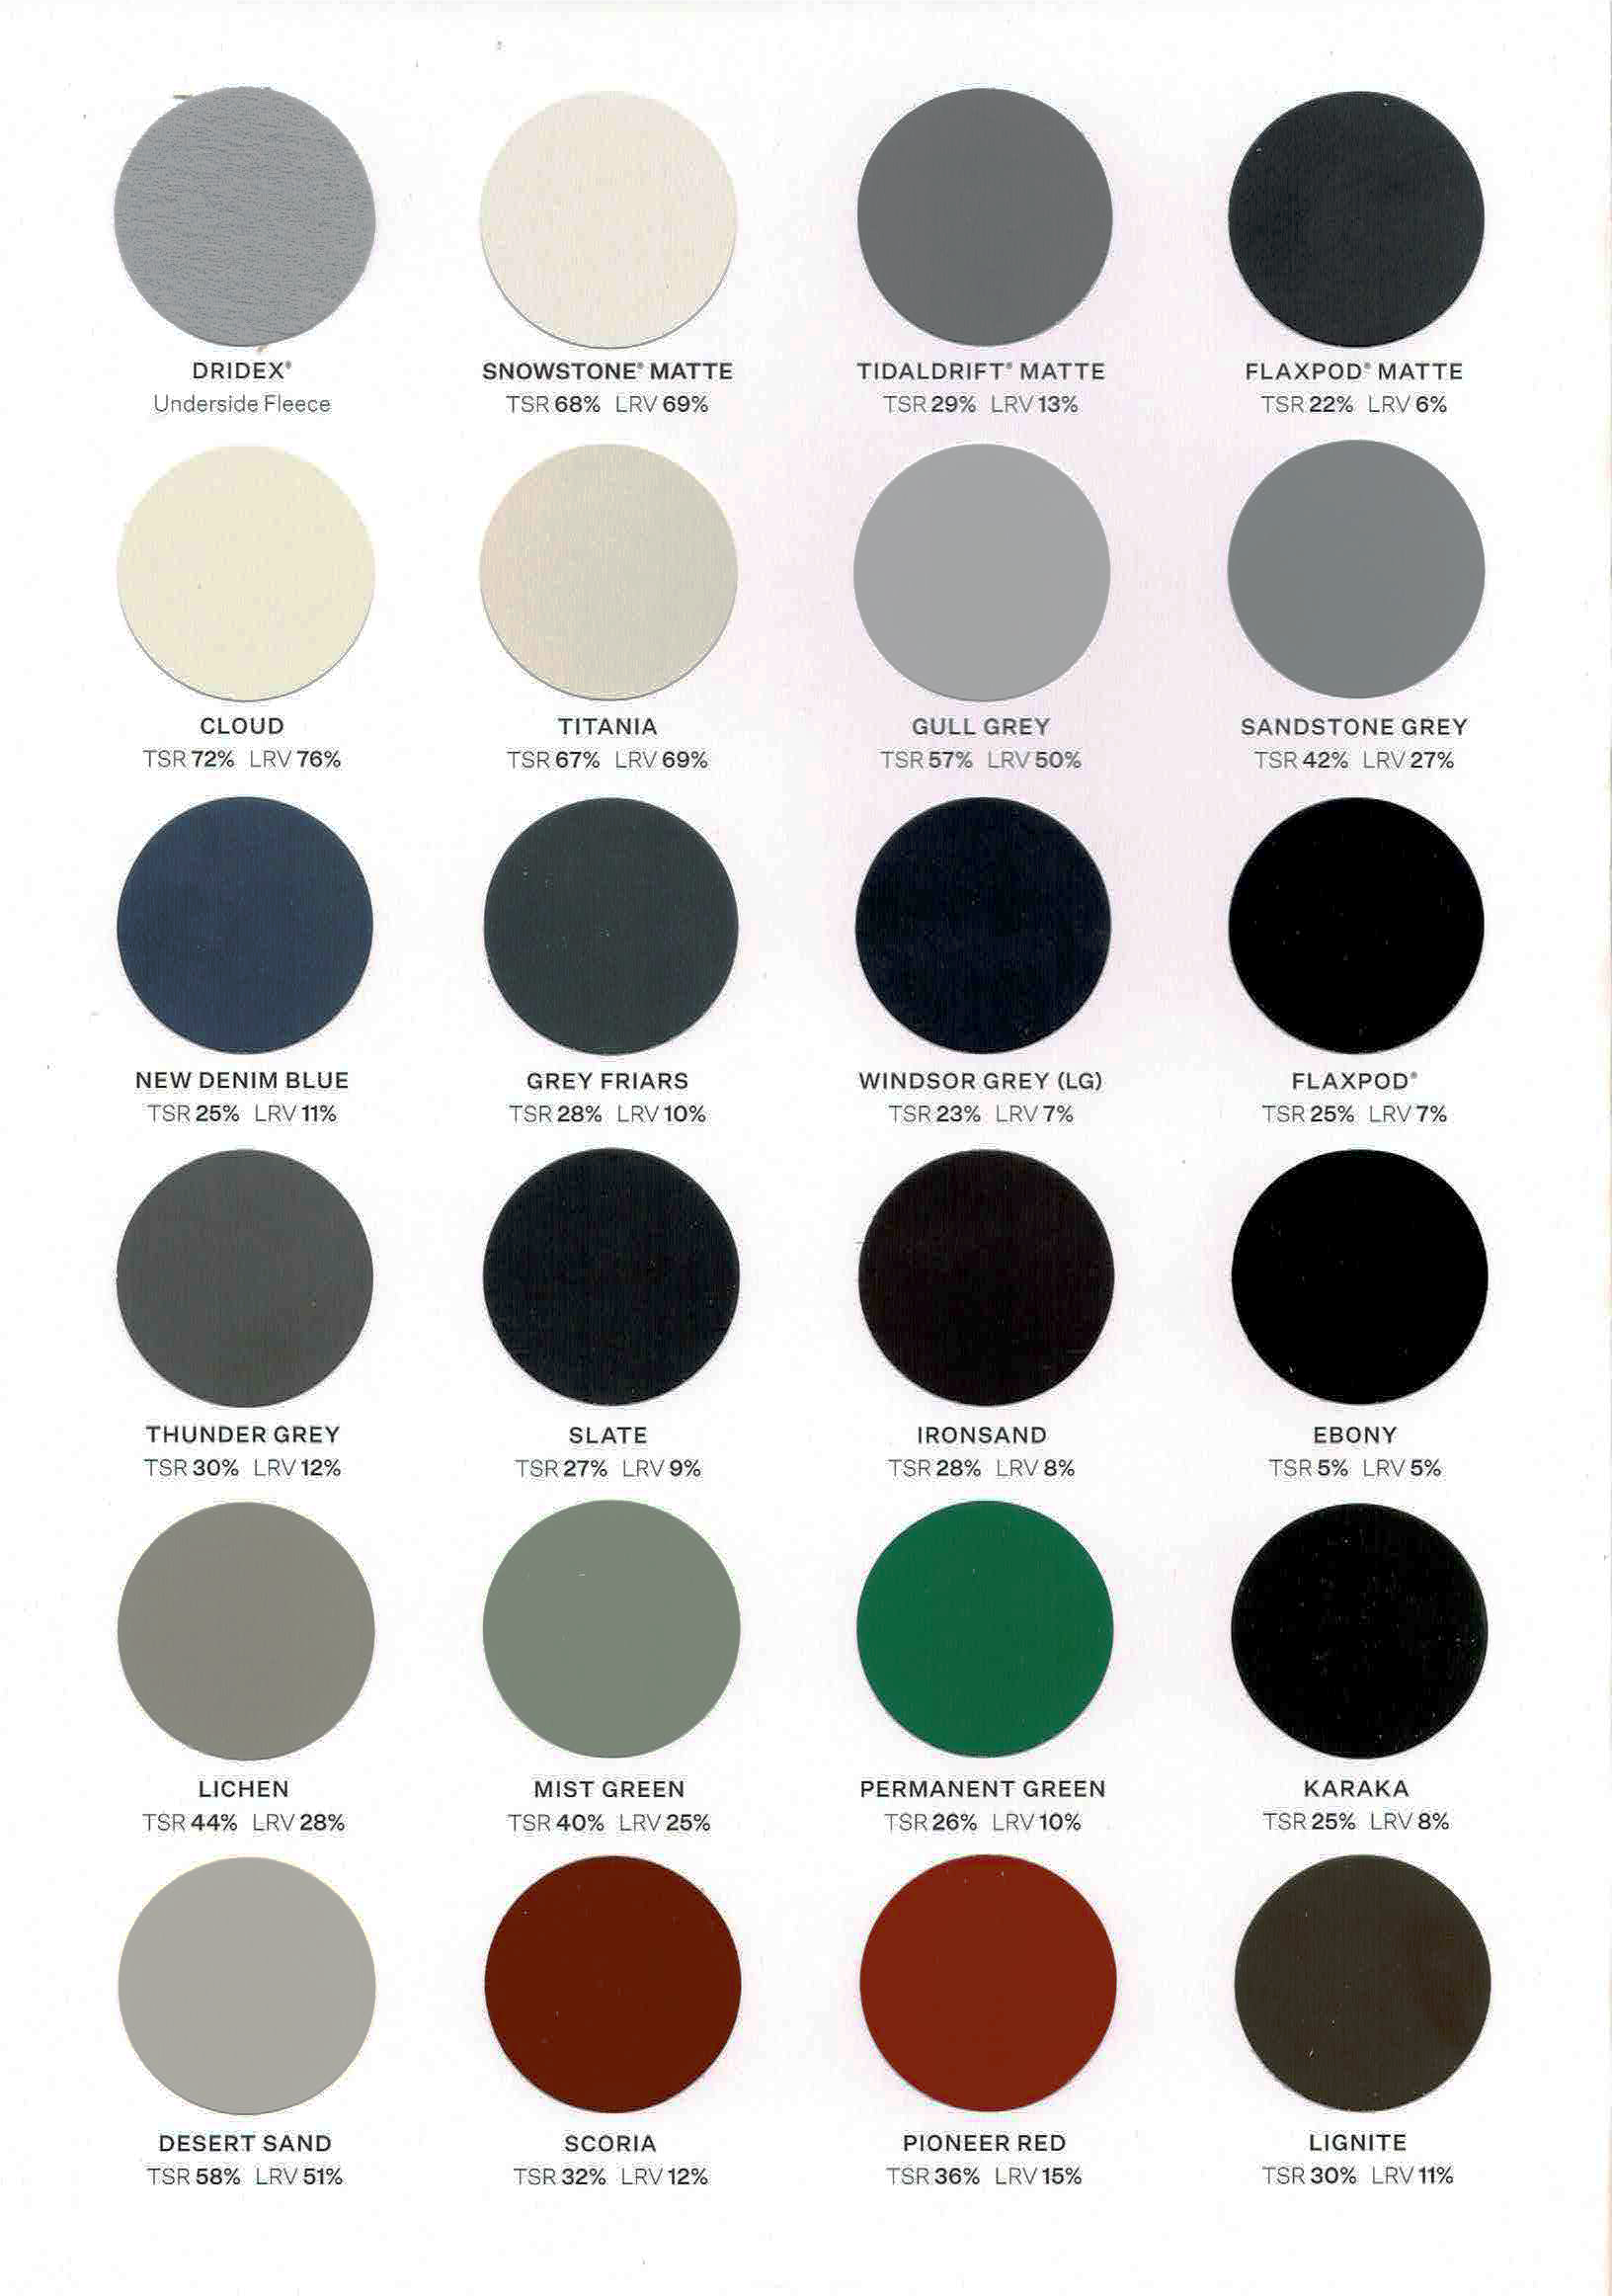 DRIDEX®
Underside Fleece
SNOWSTONE® MATTE
TSR 68% LRV 69%
TIDALDRIFT® MATTE
TSR 29% LRV 13%
FLAXPOD® MATTE
TSR 22% LRV 6%
CLOUD
TSR 72% LRV 76%
TITANIA
TSR 67% LRV 69%
GULL GREY
TSR 57% LRV 50%
SANDSTONE GREY
TSR 42% LRV 27%
NEW DENIM BLUE
TSR 25% LRV 11%
GREY FRIARS
TSR 28% LRV 10%
WINDSOR GREY (LG)
TSR 23% LRV 7%
FLAXPOD®
TSR 25% LRV 7%
THUNDER GREY
TSR 30% LRV 12%
SLATE
TSR 27% LRV 9%
IRONSAND
TSR 28% LRV 8%
EBONY
TSR 5% LRV 5%
LICHEN
TSR 44% LRV 28%
MIST GREEN
TSR 40% LRV 25%
PERMANENT GREEN
TSR 26% LRV 10%
KARAKA
TSR 25% LRV 8%
DESERT SAND
TSR 58% LRV 51%
SCORIA
TSR 32% LRV 12%
PIONEER RED
TSR 36% LRV 15%
LIGNITE
TSR 30% LRV 11%